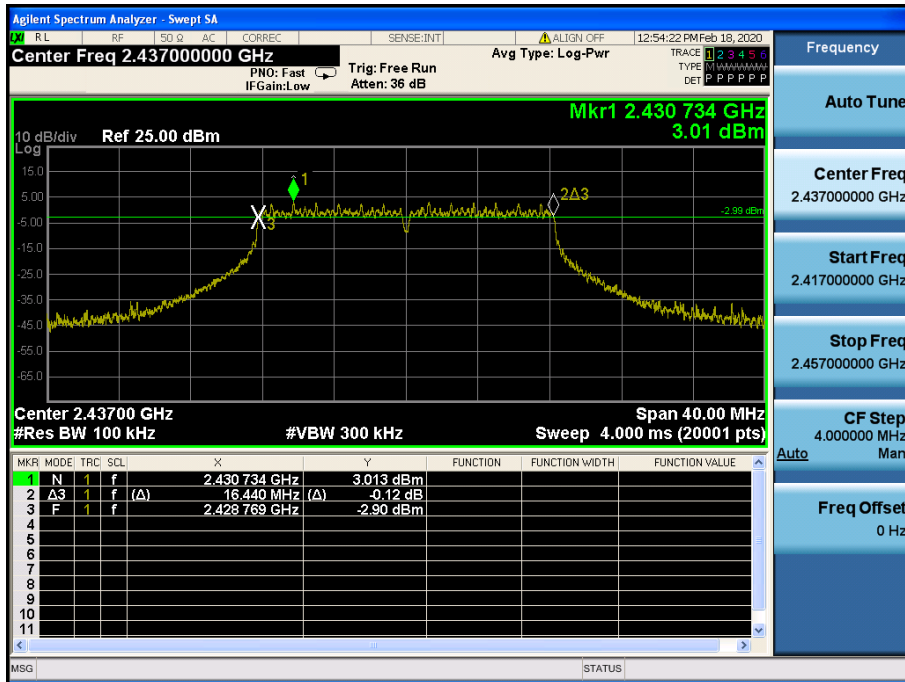 Agilent Spectrum Analyzer - Swept SA
LXI RL RF 50 Ω AC CORREC SENSE:INT ALIGN OFF 12:54:22 PM Feb 18, 2020
Center Freq 2.437000000 GHz
PNO: Fast
IFGain:Low
Trig: Free Run
Atten: 36 dB
Avg Type: Log-Pwr
TRACE 1 2 3 4 5 6
TYPE M WWWWW
DET P P P P P P
Mkr1 2.430 734 GHz
3.01 dBm
10 dB/div Ref 25.00 dBm
Log
15.0
5.00
-5.00
-15.0
-25.0
-35.0
-45.0
-55.0
-65.0
1
2Δ3
3
-2.99 dBm
Center 2.43700 GHz Span 40.00 MHz
#Res BW 100 kHz #VBW 300 kHz Sweep 4.000 ms (20001 pts)
MKR MODE TRC SCL X Y FUNCTION FUNCTION WIDTH FUNCTION VALUE
1 N 1 f 2.430 734 GHz 3.013 dBm
2 Δ3 1 f (Δ) 16.440 MHz (Δ) -0.12 dB
3 F 1 f 2.428 769 GHz -2.90 dBm
4
5
6
7
8
9
10
11
MSG STATUS
Frequency
Auto Tune
Center Freq
2.437000000 GHz
Start Freq
2.417000000 GHz
Stop Freq
2.457000000 GHz
CF Step
4.000000 MHz
Auto Man
Freq Offset
0 Hz